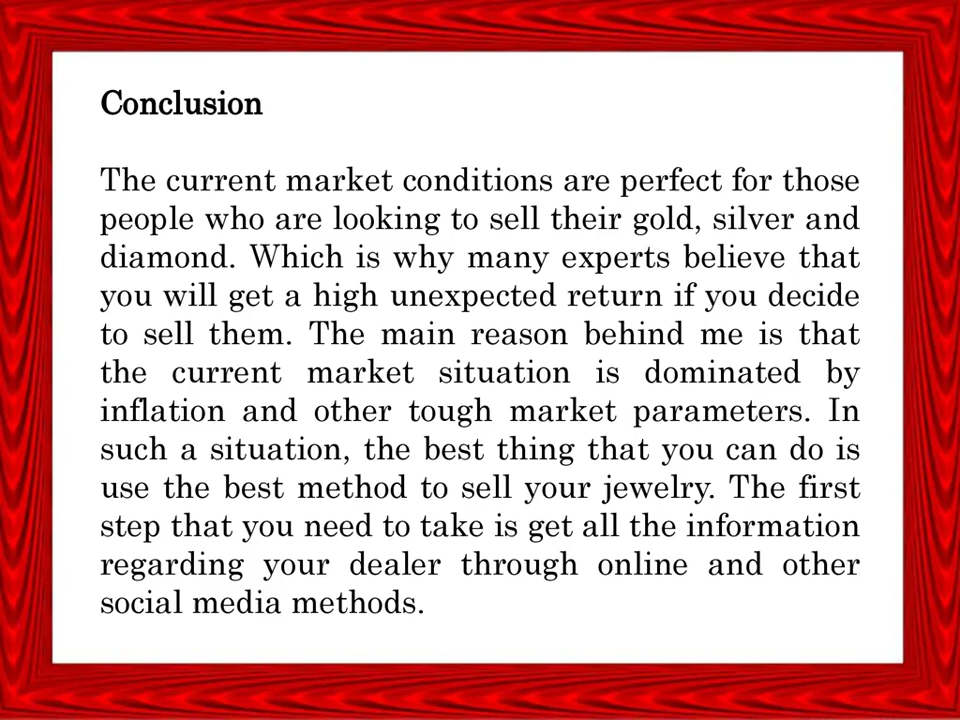 Conclusion
The current market conditions are perfect for those
people who are looking to sell their gold, silver and
diamond. Which is why many experts believe that
you will get a high unexpected return if you decide
to sell them. The main reason behind me is that
the current market situation is dominated by
inflation and other tough market parameters. In
such a situation, the best thing that you can do is
use the best method to sell your jewelry. The first
step that you need to take is get all the information
regarding your dealer through online and other
social media methods.